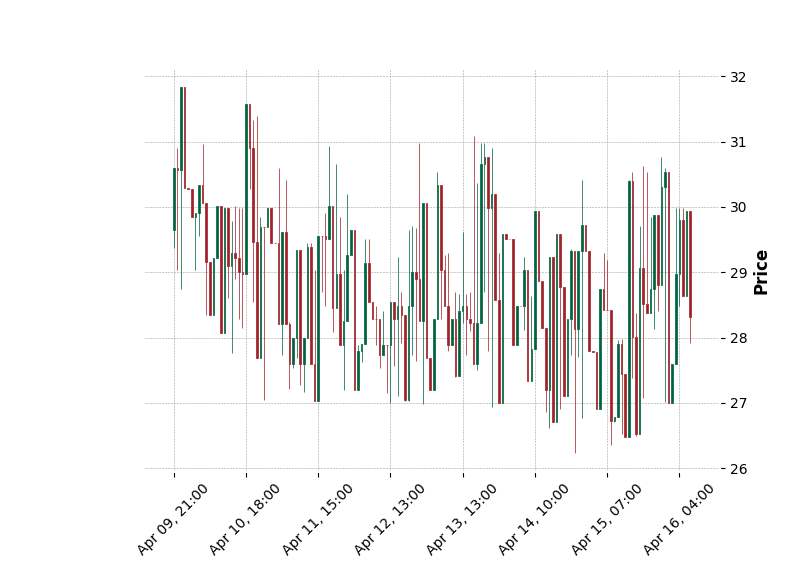 32
31
30
29
28
27
26
Price
Apr 09, 21:00
Apr 10, 18:00
Apr 11, 15:00
Apr 12, 13:00
Apr 13, 13:00
Apr 14, 10:00
Apr 15, 07:00
Apr 16, 04:00